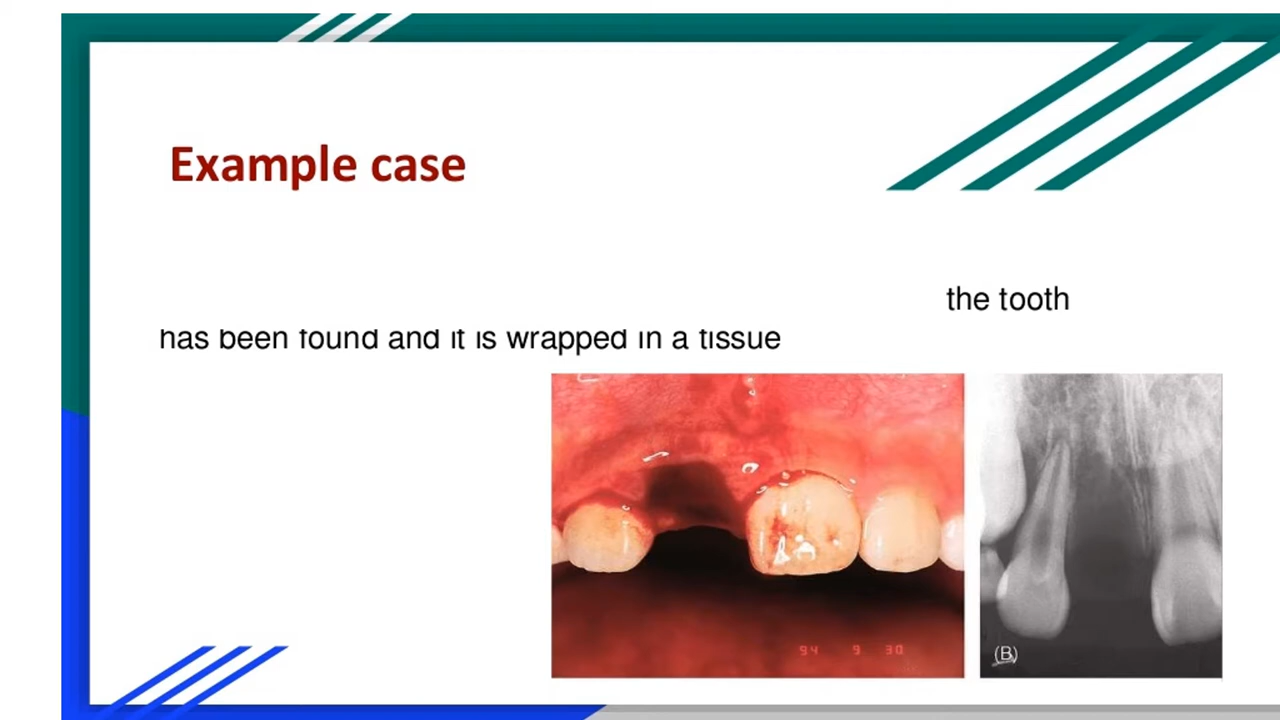 Example case
the tooth
has been found and it is wrapped in a tissue
94 9 30
(B)